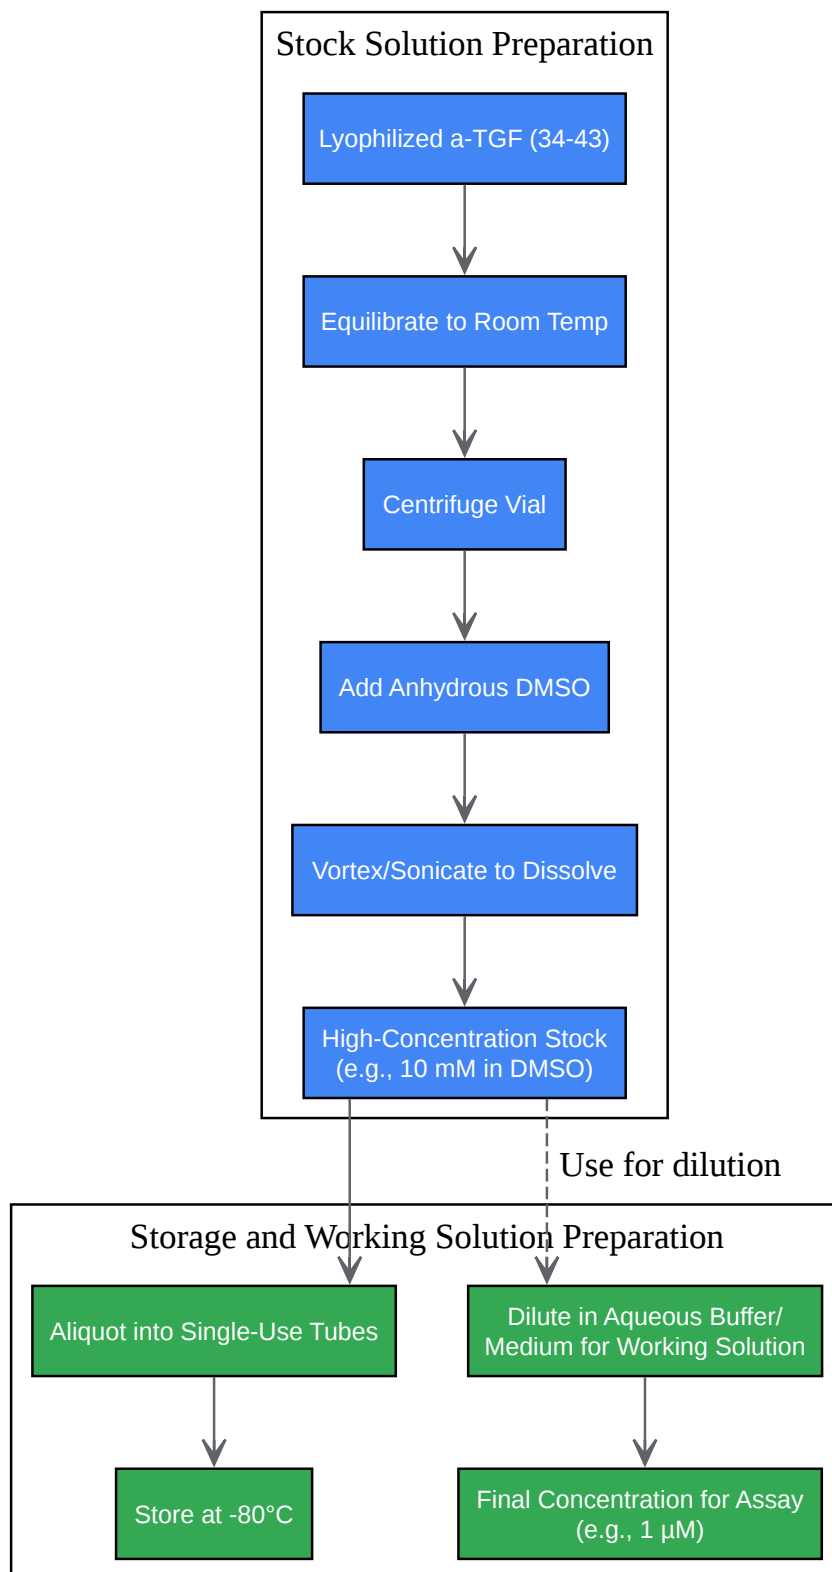 Stock Solution Preparation
Lyophilized a-TGF (34-43)
Equilibrate to Room Temp
Centrifuge Vial
Add Anhydrous DMSO
Vortex/Sonicate to Dissolve
High-Concentration Stock
(e.g., 10 mM in DMSO)
Use for dilution
Storage and Working Solution Preparation
Aliquot into Single-Use Tubes
Dilute in Aqueous Buffer/
Medium for Working Solution
Store at -80°C
Final Concentration for Assay
(e.g., 1 µM)